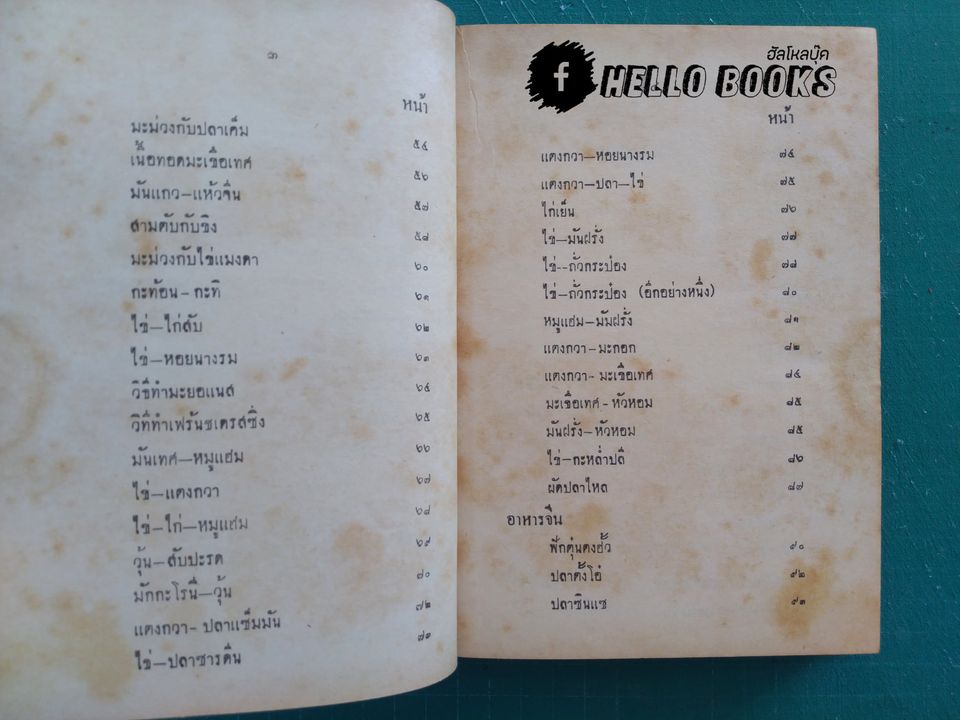 ๓
หน้า
มะม่วงกับปลาเค็ม ๕๔
เนื้อทอดมะเขือเทศ ๕๖
มันแกว–แห้วจีน ๕๗
สามดับกับขิง ๕๘
มะม่วงกับไข่แมงดา ๖๐
กะท้อน–กะทิ ๖๑
ไข่–ไก่สับ ๖๒
ไข่–หอยนางรม ๖๓
วิธีทำมะยอแนส ๖๔
วิธีทำเฟร้นชเดรสซิ่ง ๖๕
มันเทศ–หมูแฮม ๖๖
ไข่–แตงกวา ๖๗
ไข่–ไก่–หมูแฮม ๖๘
วุ้น–สับปะรด ๖๙
มักกะโรนี–วุ้น ๗๐
แตงกวา–ปลาแซ็มมัน ๗๒
ไข่–ปลาซาร์ดีน ๗๓
f
ฮัลโหลบุ๊ค
HELLO BOOKS
หน้า
แตงกวา–หอยนางรม ๗๔
แตงกวา–ปลา–ไข่ ๗๕
ไก่เย็น ๗๖
ไข่–มันฝรั่ง ๗๗
ไข่–ถั่วกระป๋อง ๗๘
ไข่–ถั่วกระป๋อง (อีกอย่างหนึ่ง) ๘๐
หมูแฮม–มันฝรั่ง ๘๑
แตงกวา–มะกอก ๘๒
แตงกวา–มะเขือเทศ ๘๔
มะเขือเทศ–หัวหอม ๘๕
มันฝรั่ง–หัวหอม ๘๕
ไข่–กะหล่ำปลี ๘๖
ผัดปลาไหล ๘๗
อาหารจีน
ฟักตุ๋นตงฮั้ว ๙๐
ปลาตั้งโอ๋ ๙๒
ปลาซินแซ ๙๓